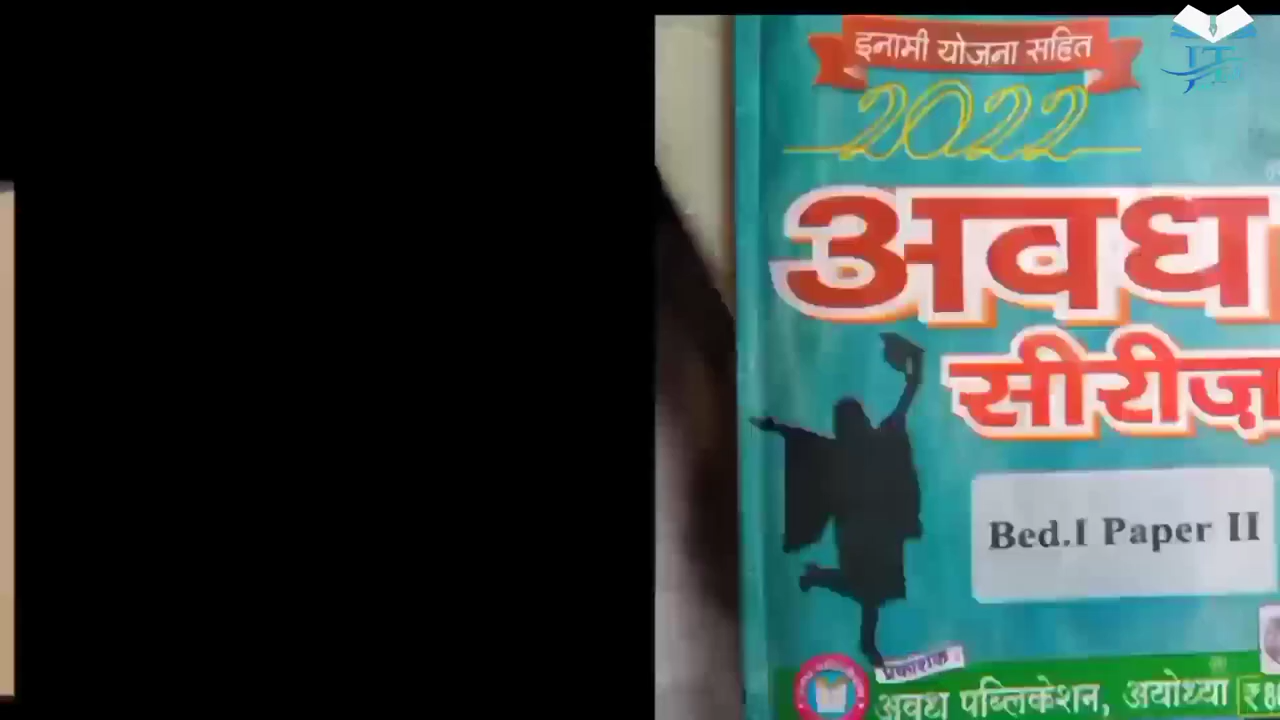 इनामी योजना सहित
2022
अवध
सीरीज़
Bed.I Paper II
प्रकाशक :
अवध पब्लिकेशन, अयोध्या